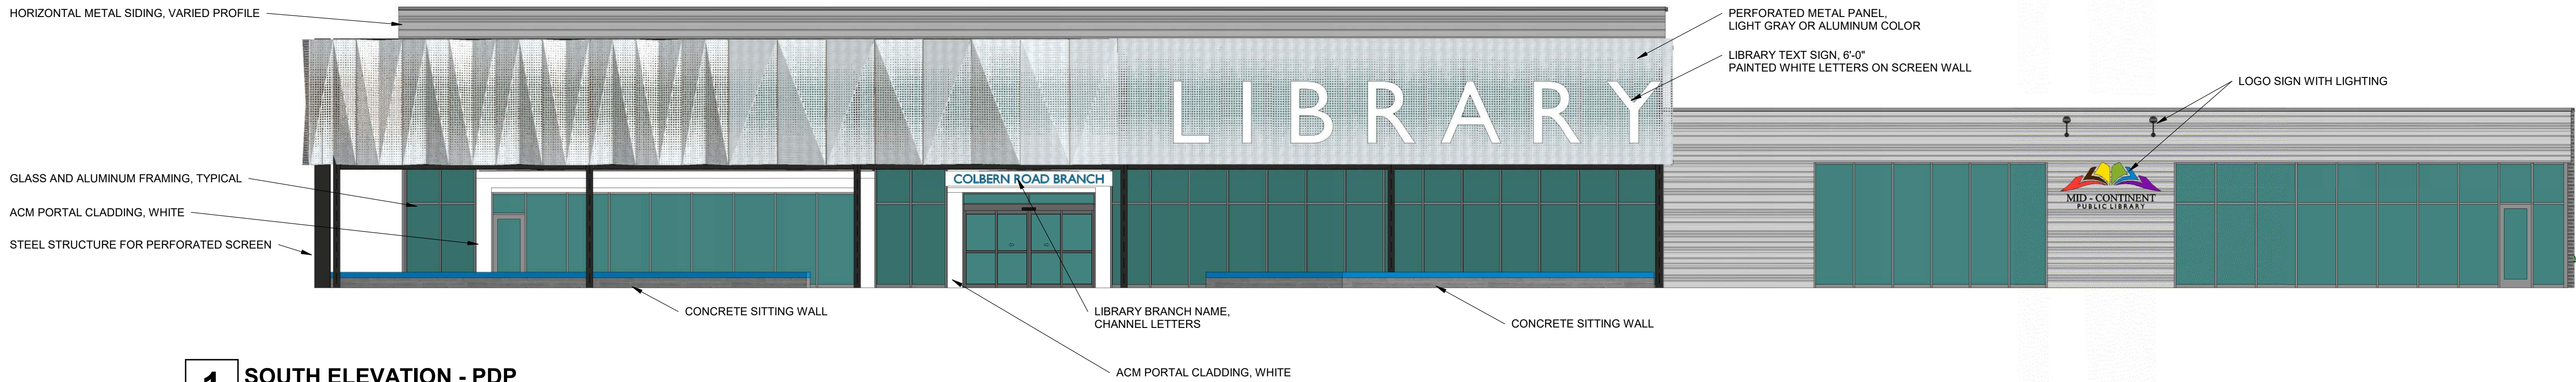 HORIZONTAL METAL SIDING, VARIED PROFILE
PERFORATED METAL PANEL,
LIGHT GRAY OR ALUMINUM COLOR
LIBRARY TEXT SIGN, 6'-0"
PAINTED WHITE LETTERS ON SCREEN WALL
LOGO SIGN WITH LIGHTING
LIBRARY
GLASS AND ALUMINUM FRAMING, TYPICAL
COLBERN ROAD BRANCH
MID - CONTINENT
PUBLIC LIBRARY
ACM PORTAL CLADDING, WHITE
STEEL STRUCTURE FOR PERFORATED SCREEN
CONCRETE SITTING WALL
LIBRARY BRANCH NAME,
CHANNEL LETTERS
CONCRETE SITTING WALL
ACM PORTAL CLADDING, WHITE
1 SOUTH ELEVATION - PDP